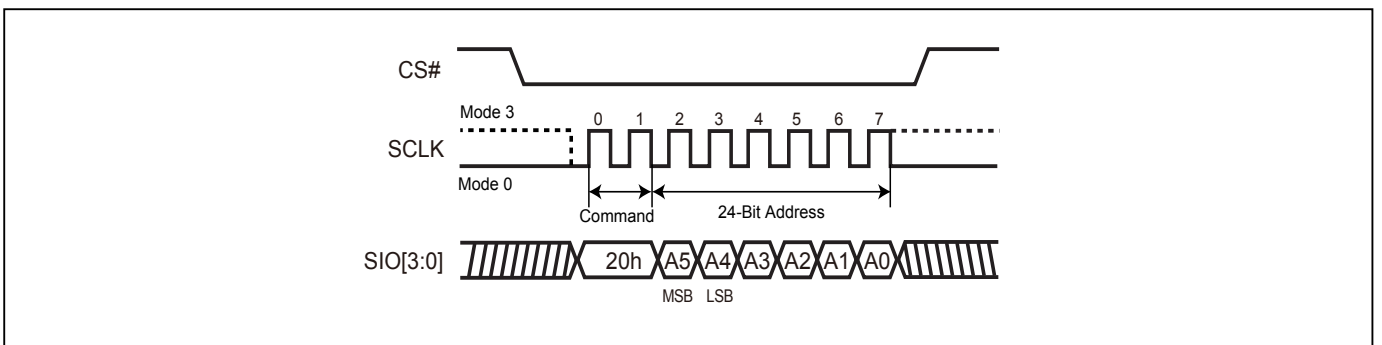 CS#
Mode 3
0 1 2 3 4 5 6 7
SCLK
Mode 0
Command 24-Bit Address
SIO[3:0] 20h A5 A4 A3 A2 A1 A0
MSB LSB